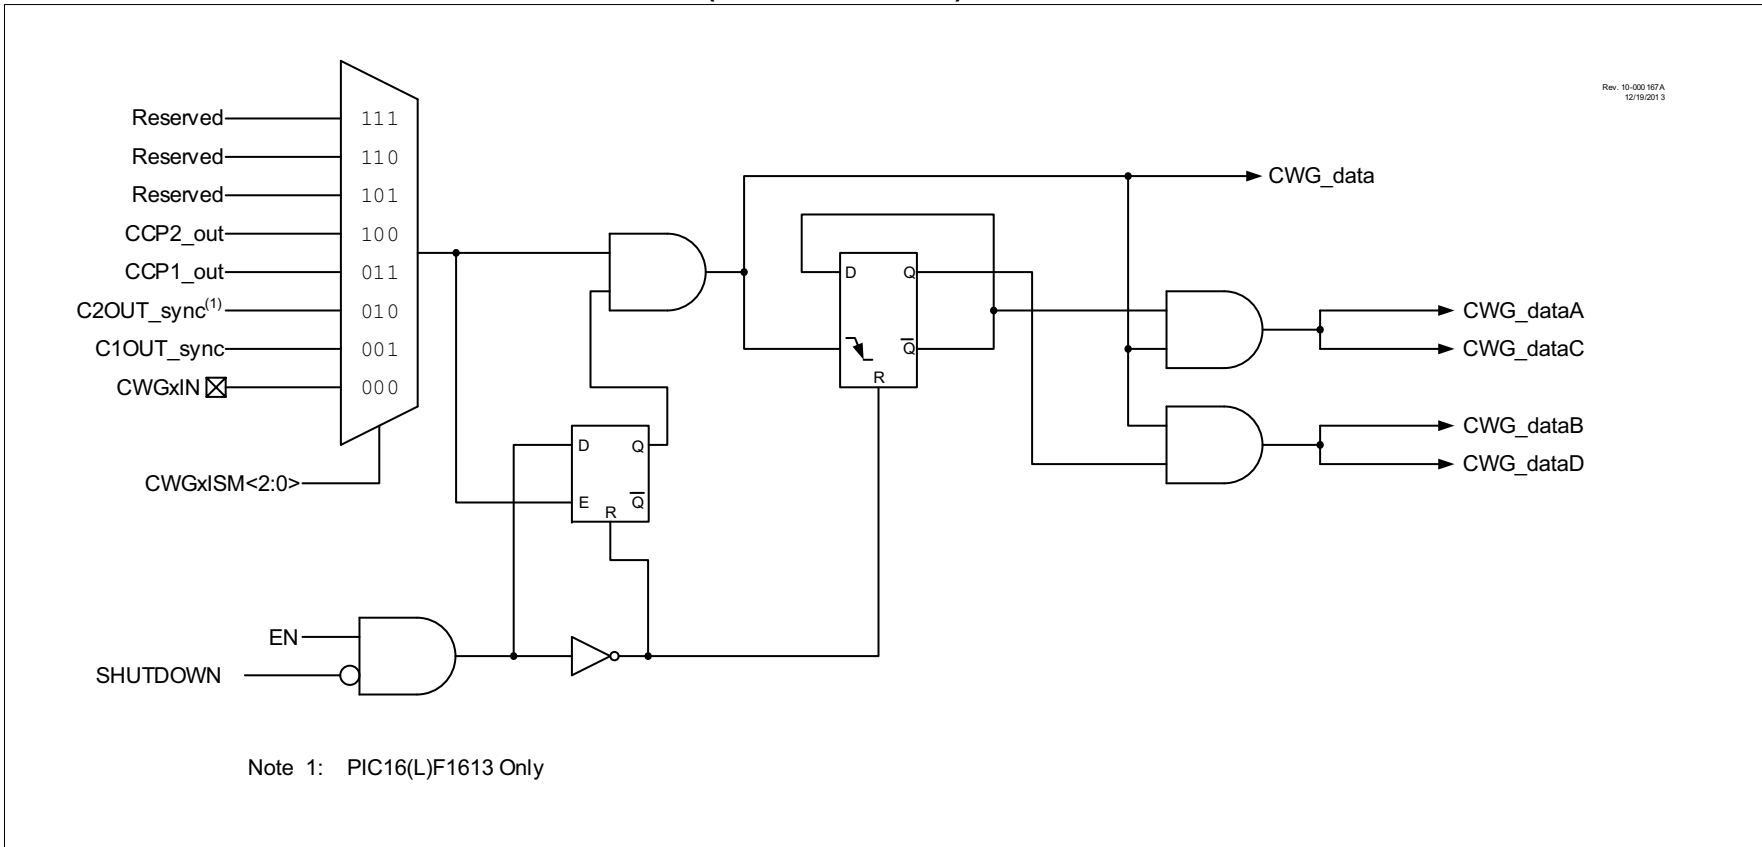 Rev. 10-000167A
12/19/2013
Reserved
111
Reserved
110
Reserved
101
CWG_data
CCP2_out
100
CCP1_out
011
D
Q
C2OUT_sync(1)
010
CWG_dataA
C1OUT_sync
001
Q
CWG_dataC
R
CWGxIN
000
CWG_dataB
D
Q
CWG_dataD
CWGxISM<2:0>
E
R
Q
EN
SHUTDOWN
Note 1: PIC16(L)F1613 Only